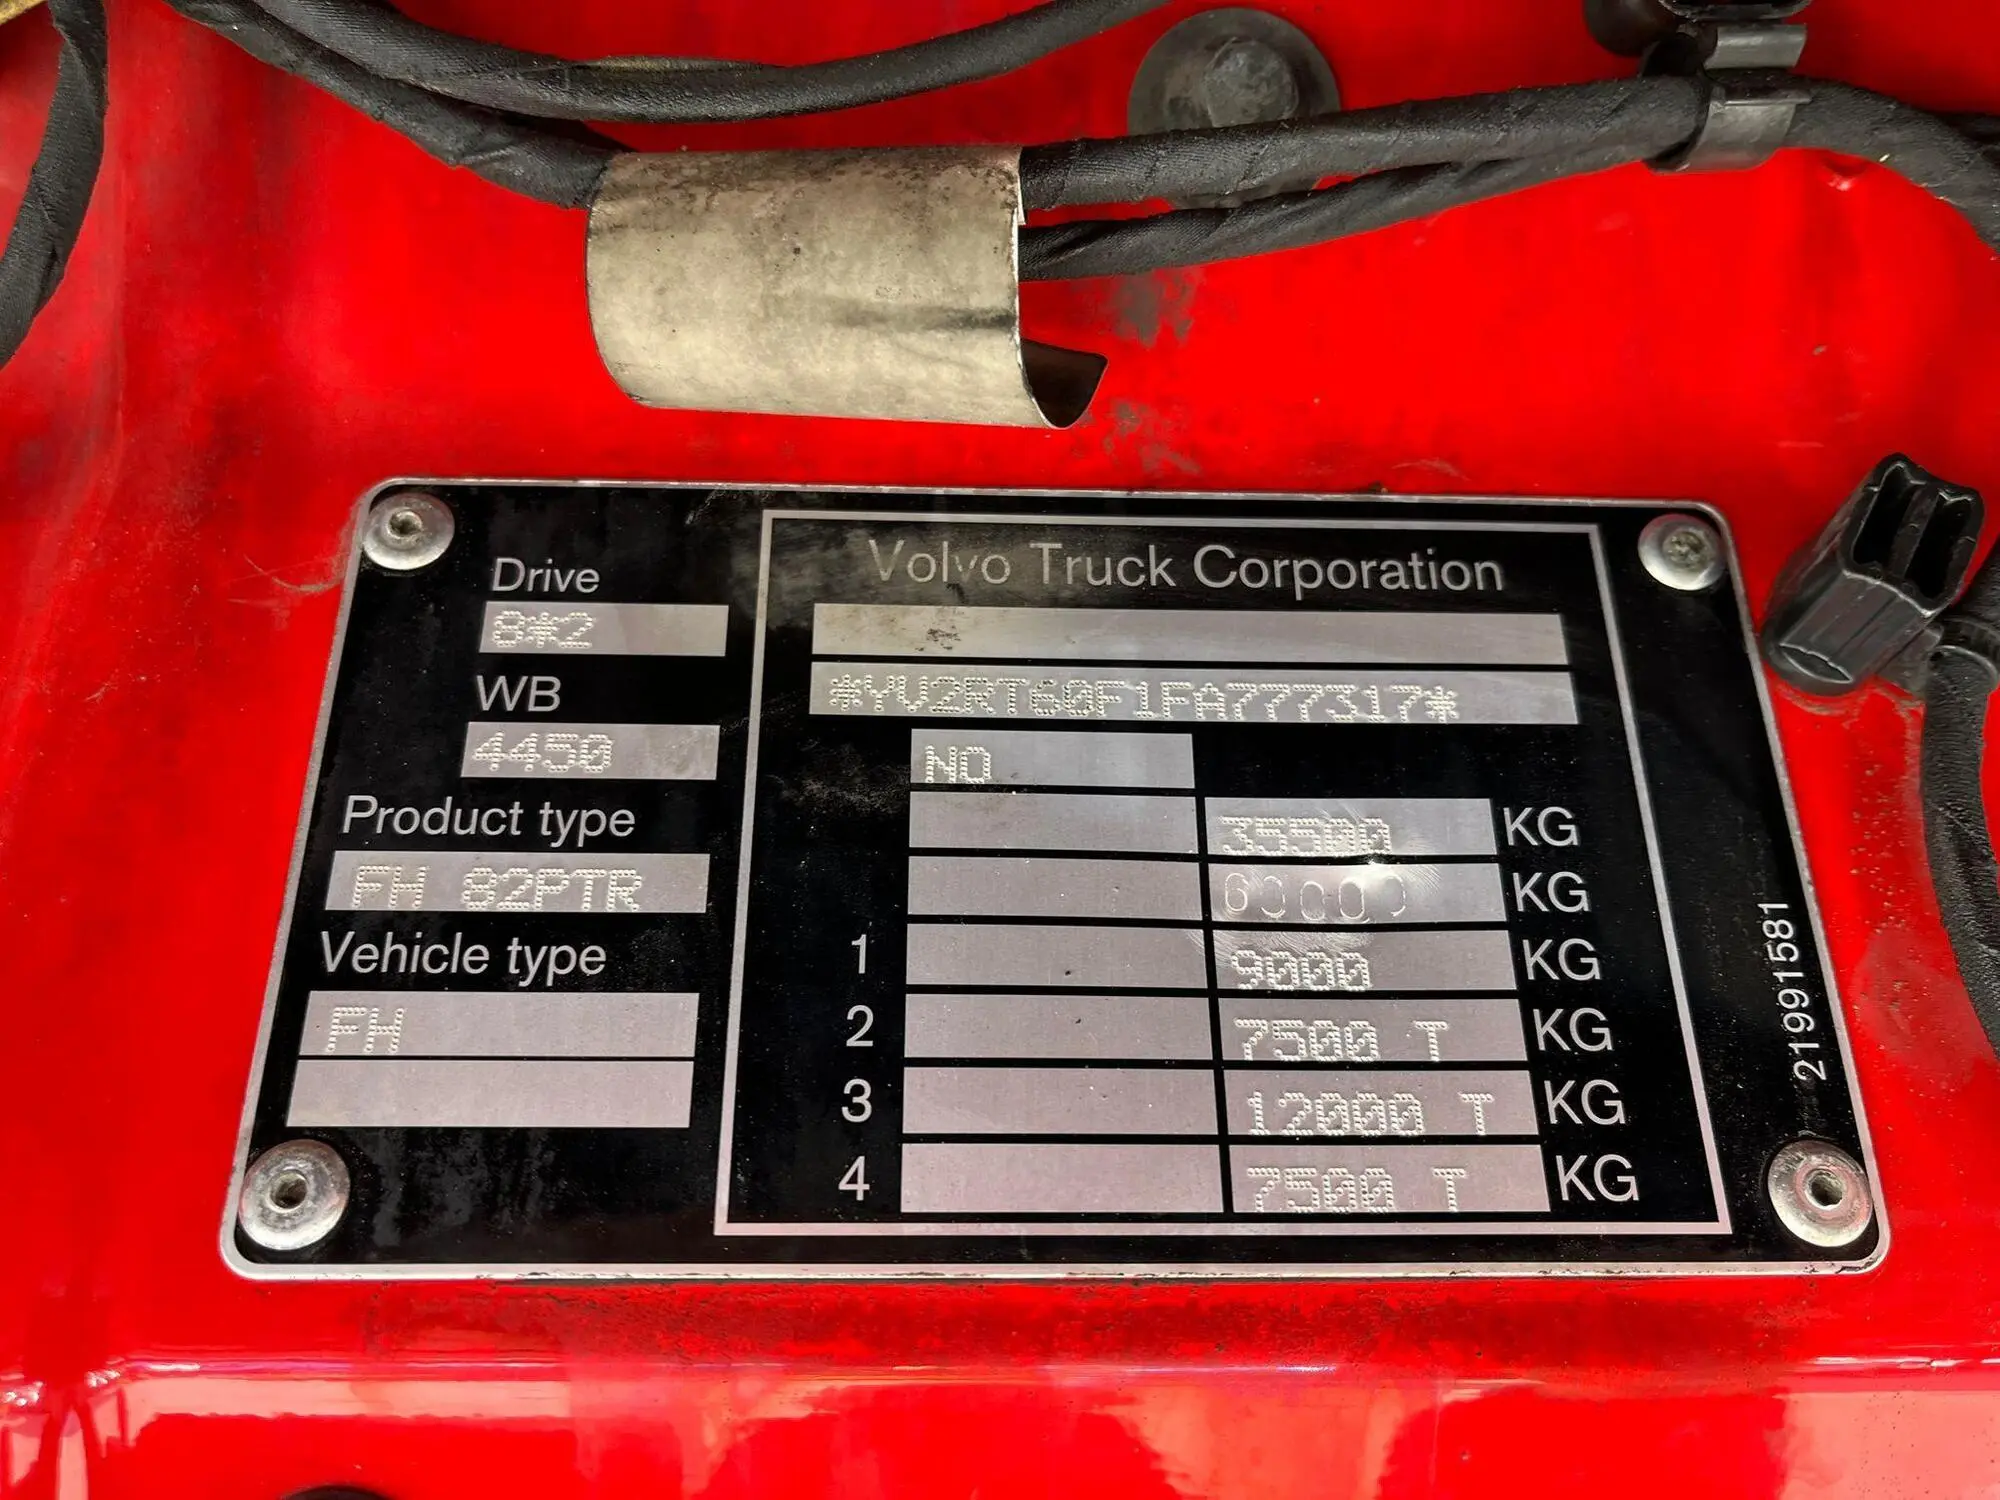 Drive
8*2
WB
4450
Product type
FH 82PTR
Vehicle type
FH
Volvo Truck Corporation
*YV2RT60F1FA777317*
NO
35500 KG
60000 KG
1 9000 KG
2 7500 T KG
3 12000 T KG
4 7500 T KG
21991581